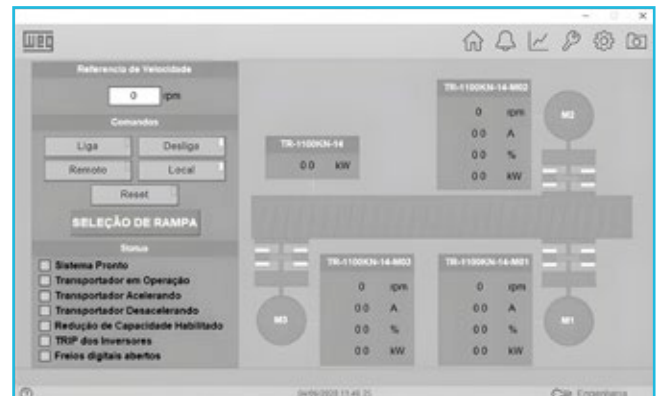 weg
Referencia de Velocidade
0 rpm
Comandos
Liga
Desliga
Remoto
Local
Reset
SELEÇÃO DE RAMPA
Status
Sistema Pronto
Transportador em Operação
Transportador Acelerando
Transportador Desacelerando
Redução de Capacidade Habilitado
TRIP dos Inversores
Freios digitais abertos
TR-1100KN-14
0.0 kW
TR-1100KN-14-M02
0 rpm
0.0 A
0.0 %
0.0 kW
M2
TR-1100KN-14-M03
0 rpm
0.0 A
0.0 %
0.0 kW
M3
TR-1100KN-14-M01
0 rpm
0.0 A
0.0 %
0.0 kW
M1
Engenharia